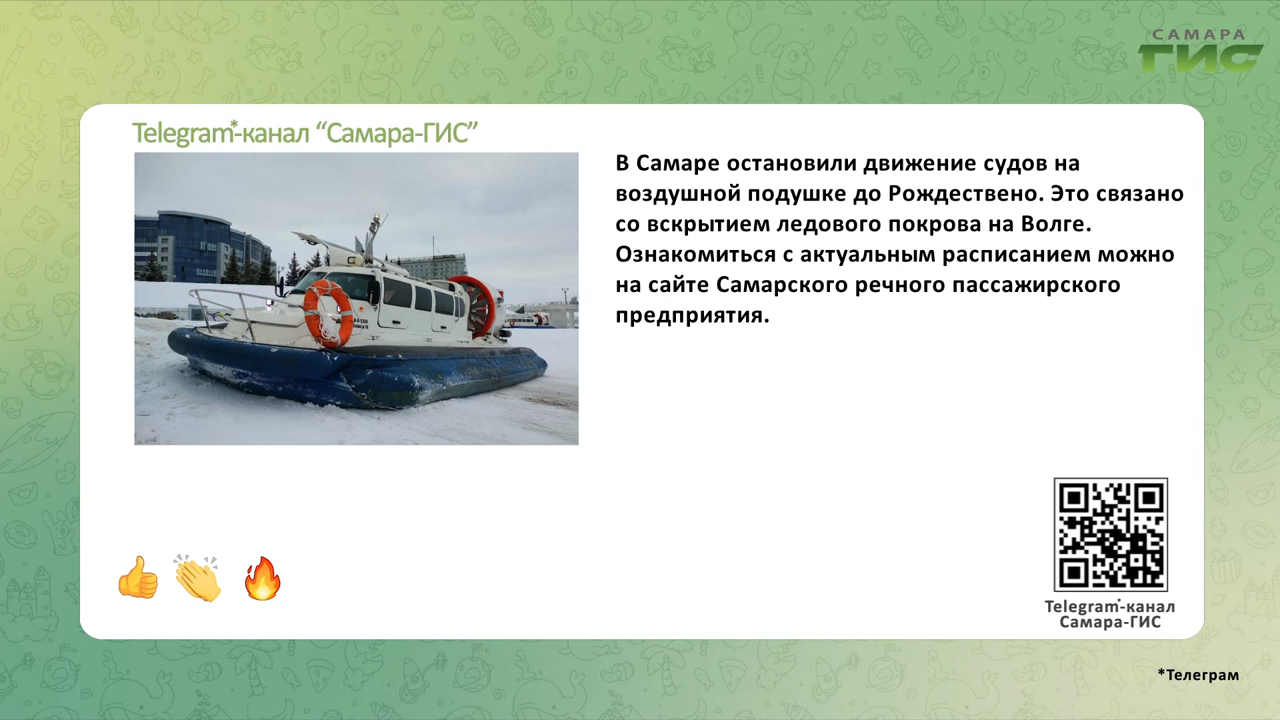 САМАРА
ГИС
Telegram*-канал “Самара-ГИС”
В Самаре остановили движение судов на
воздушной подушке до Рождествено. Это связано
со вскрытием ледового покрова на Волге.
Ознакомиться с актуальным расписанием можно
на сайте Самарского речного пассажирского
предприятия.
Telegram*-канал
Самара-ГИС
*Телеграм